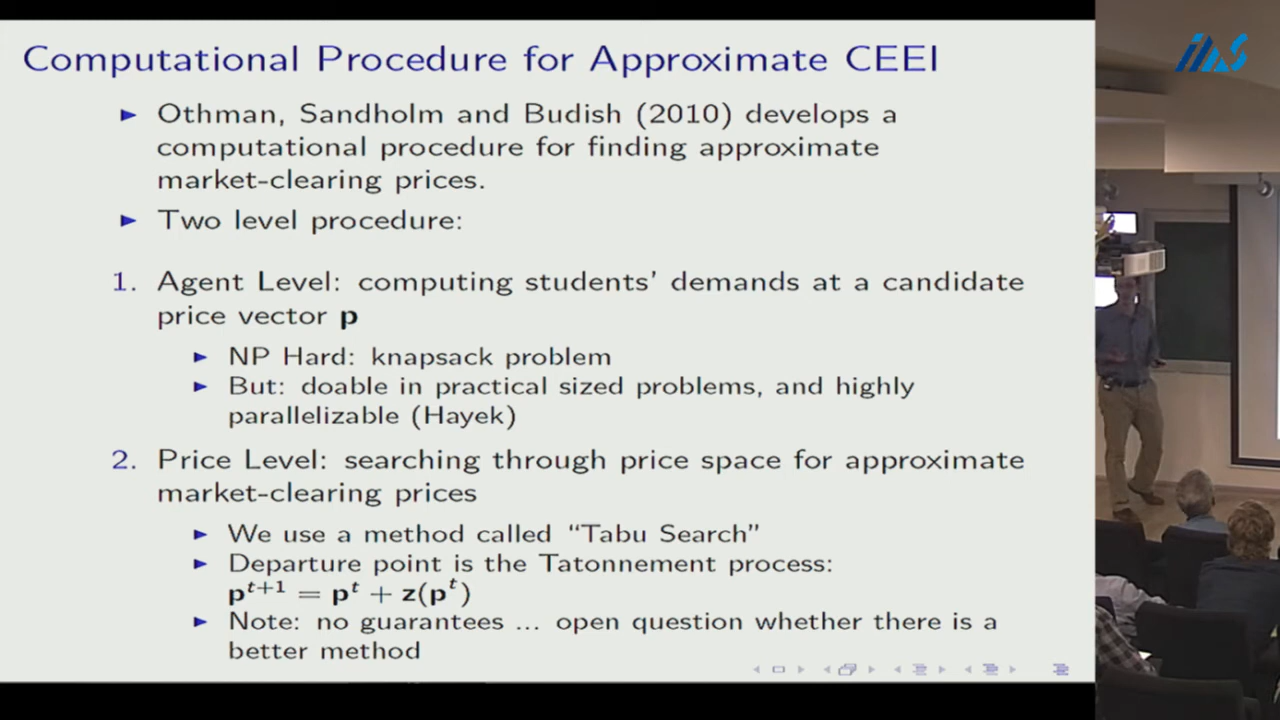 Computational Procedure for Approximate CEEI
► Othman, Sandholm and Budish (2010) develops a
computational procedure for finding approximate
market-clearing prices.
► Two level procedure:
1. Agent Level: computing students' demands at a candidate
price vector p
► NP Hard: knapsack problem
► But: doable in practical sized problems, and highly
parallelizable (Hayek)
2. Price Level: searching through price space for approximate
market-clearing prices
► We use a method called “Tabu Search”
► Departure point is the Tatonnement process:
p^{t+1} = p^t + z(p^t)
► Note: no guarantees ... open question whether there is a
better method
IIAS